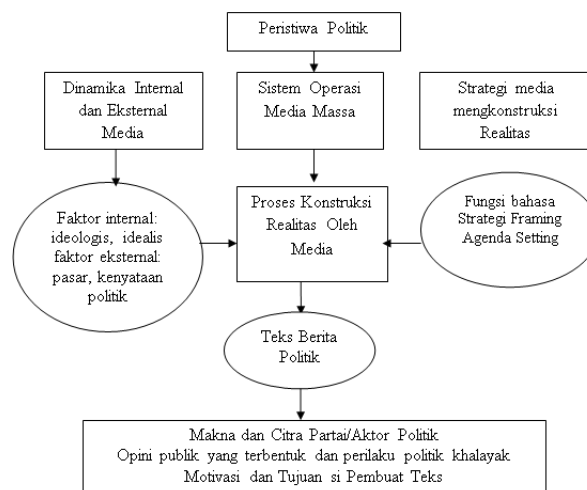 Peristiwa Politik
Dinamika Internal
dan Eksternal
Media
Sistem Operasi
Media Massa
Strategi media
mengkonstruksi
Realitas
Faktor internal:
ideologis, idealis
faktor eksternal:
pasar, kenyataan
politik
Proses Konstruksi
Realitas Oleh
Media
Fungsi bahasa
Strategi Framing
Agenda Setting
Teks Berita
Politik
Makna dan Citra Partai/Aktor Politik
Opini publik yang terbentuk dan perilaku politik khalayak
Motivasi dan Tujuan si Pembuat Teks